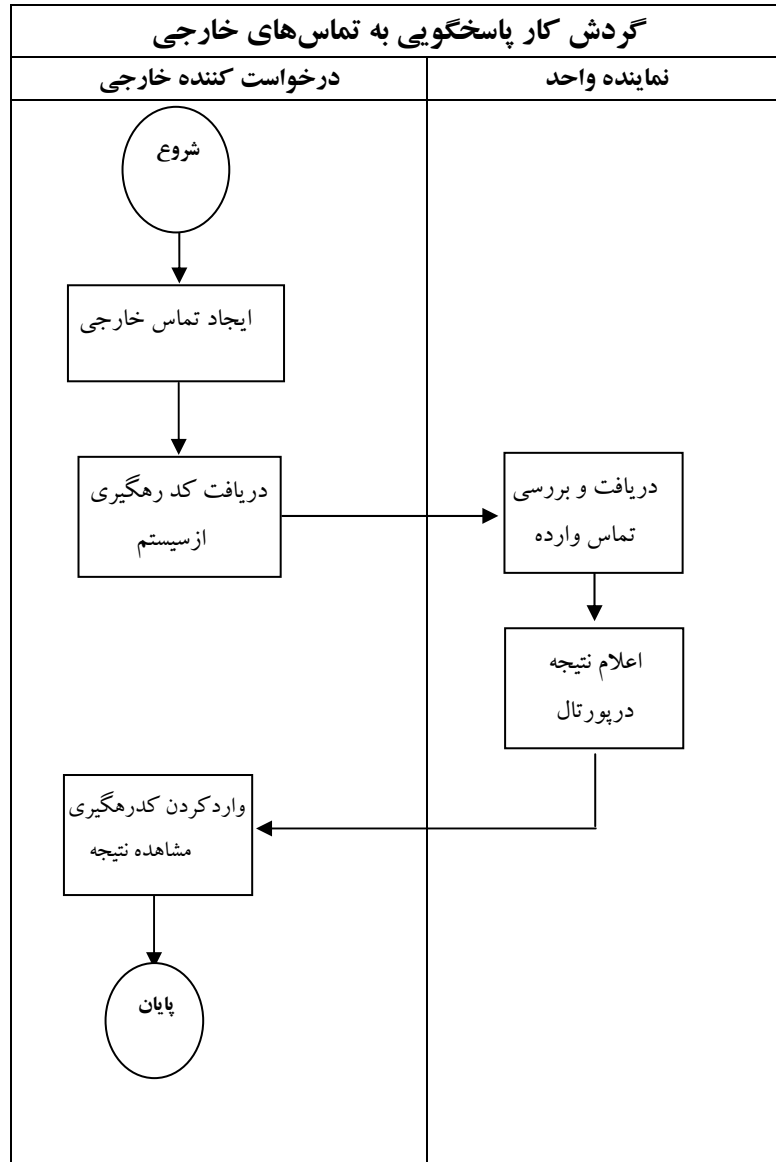 گردش کار پاسخگویی به تماس‌های خارجی
درخواست کننده خارجی
نماینده واحد
شروع
ایجاد تماس خارجی
دریافت کد رهگیری
ازسیستم
دریافت و بررسی
تماس وارده
اعلام نتیجه
درپورتال
واردکردن کدرهگیری
مشاهده نتیجه
پایان